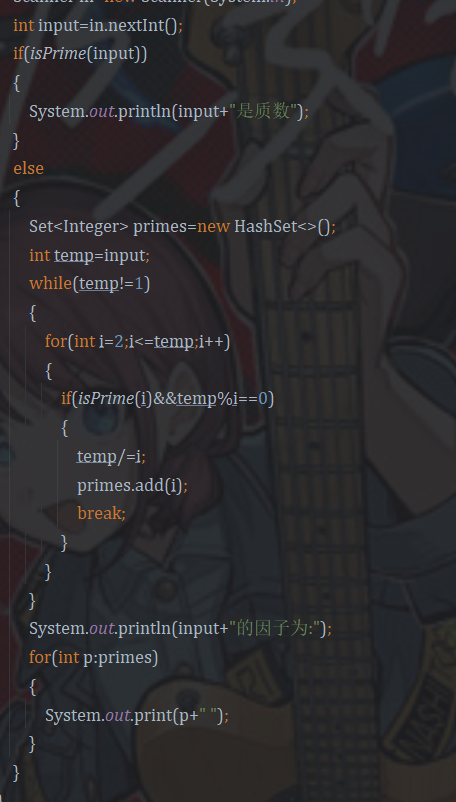 Scanner in=new Scanner(System.in);
int input=in.nextInt();
if(isPrime(input))
{
System.out.println(input+"是质数");
}
else
{
Set<Integer> primes=new HashSet<>();
int temp=input;
while(temp!=1)
{
for(int i=2;i<=temp;i++)
{
if(isPrime(i)&&temp%i==0)
{
temp/=i;
primes.add(i);
break;
}
}
}
System.out.println(input+"的因子为:");
for(int p:primes)
{
System.out.print(p+" ");
}
}